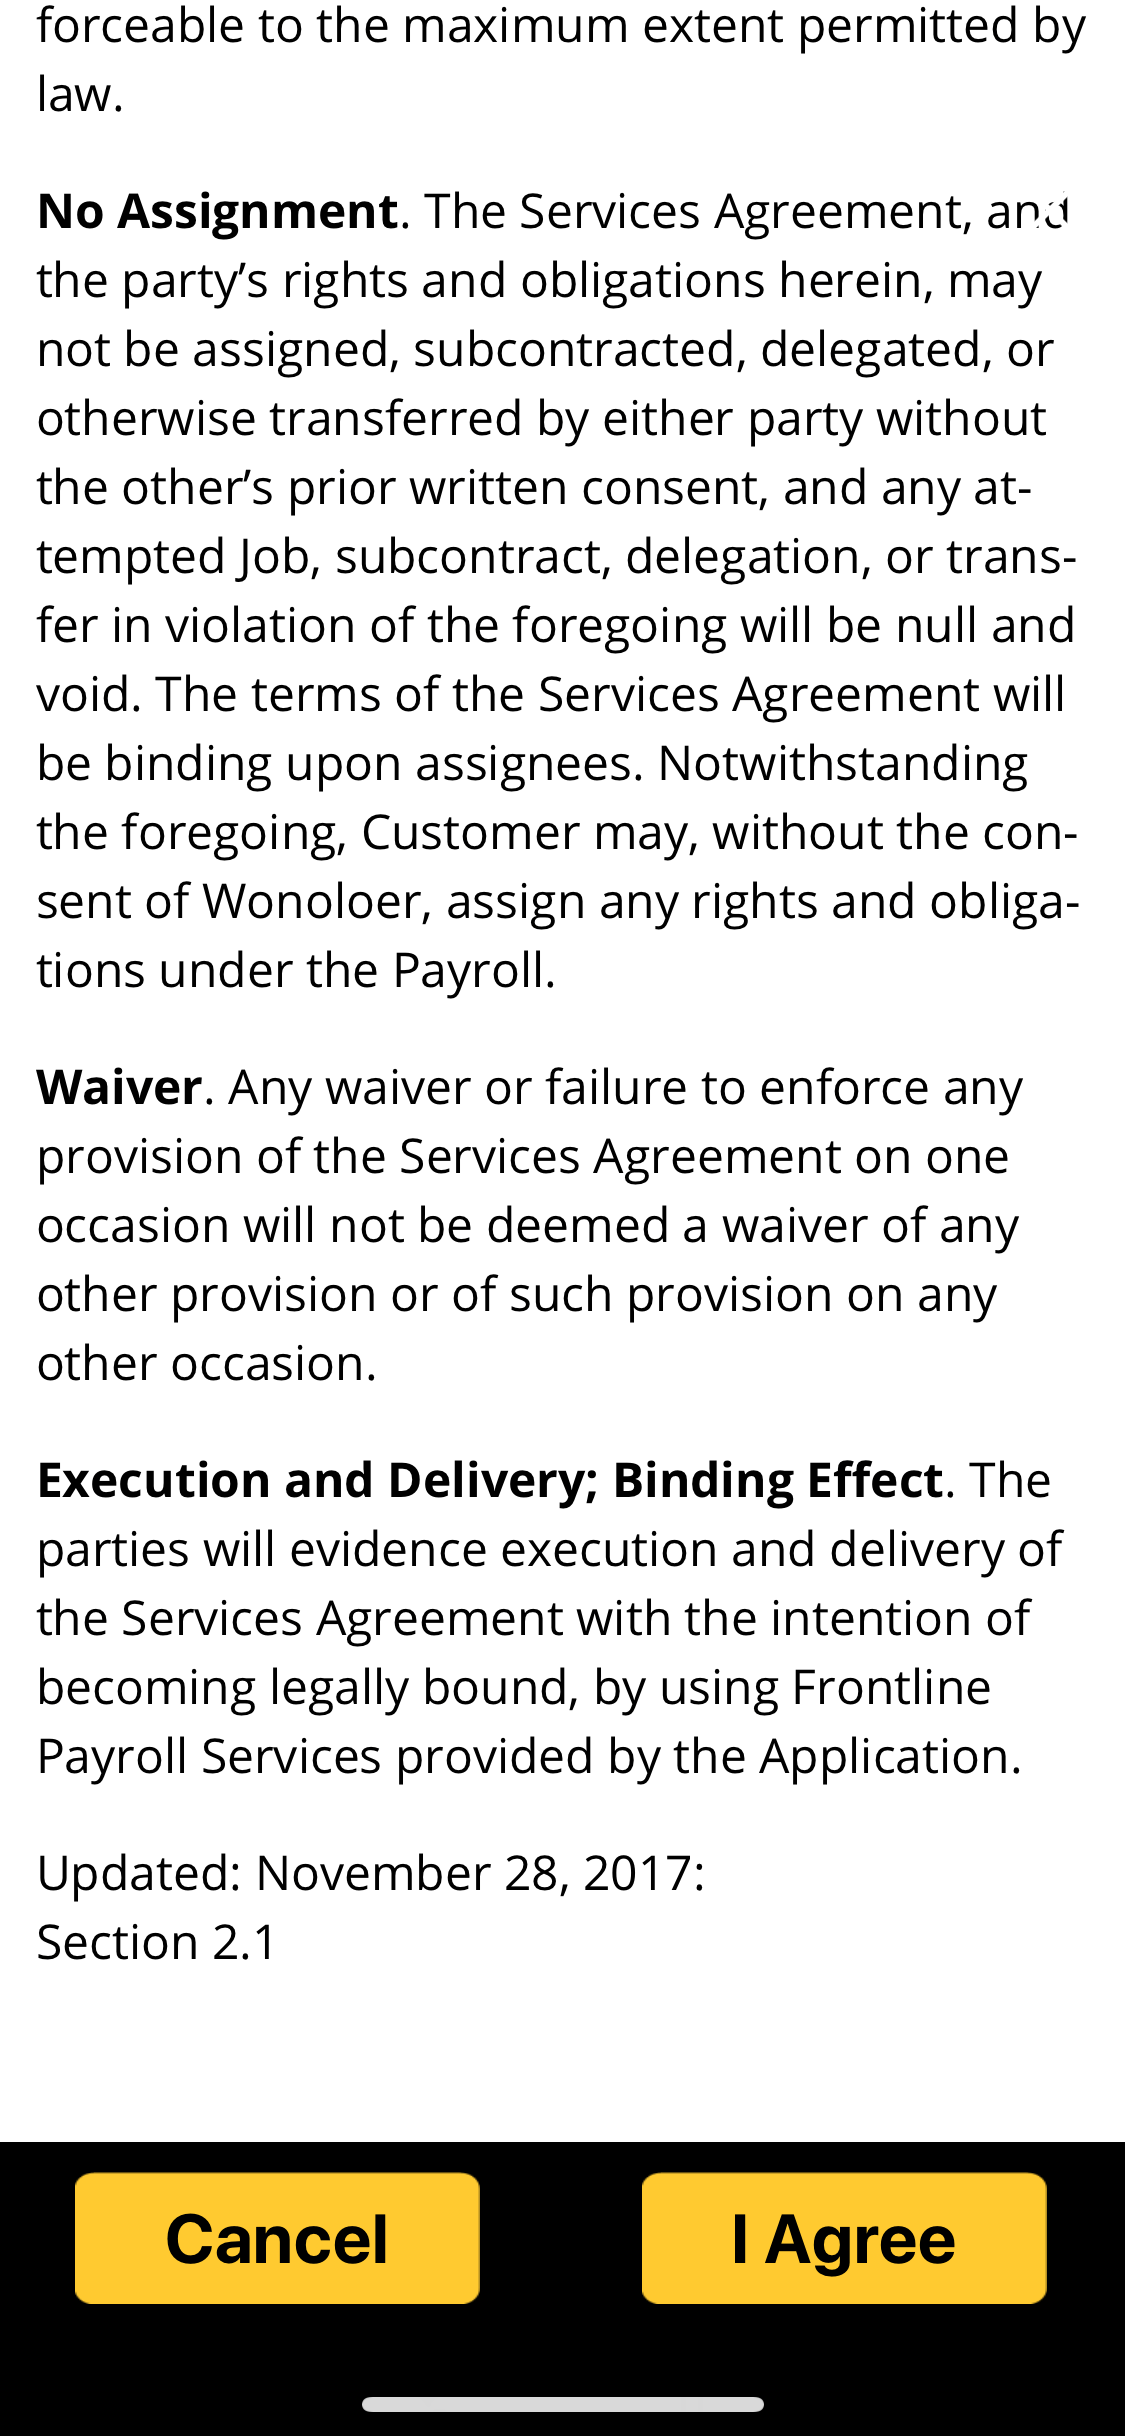 forceable to the maximum extent permitted by
law.
No Assignment. The Services Agreement, and
the party’s rights and obligations herein, may
not be assigned, subcontracted, delegated, or
otherwise transferred by either party without
the other’s prior written consent, and any at-
tempted Job, subcontract, delegation, or trans-
fer in violation of the foregoing will be null and
void. The terms of the Services Agreement will
be binding upon assignees. Notwithstanding
the foregoing, Customer may, without the con-
sent of Wonoloer, assign any rights and obliga-
tions under the Payroll.
Waiver. Any waiver or failure to enforce any
provision of the Services Agreement on one
occasion will not be deemed a waiver of any
other provision or of such provision on any
other occasion.
Execution and Delivery; Binding Effect. The
parties will evidence execution and delivery of
the Services Agreement with the intention of
becoming legally bound, by using Frontline
Payroll Services provided by the Application.
Updated: November 28, 2017:
Section 2.1
Cancel
I Agree